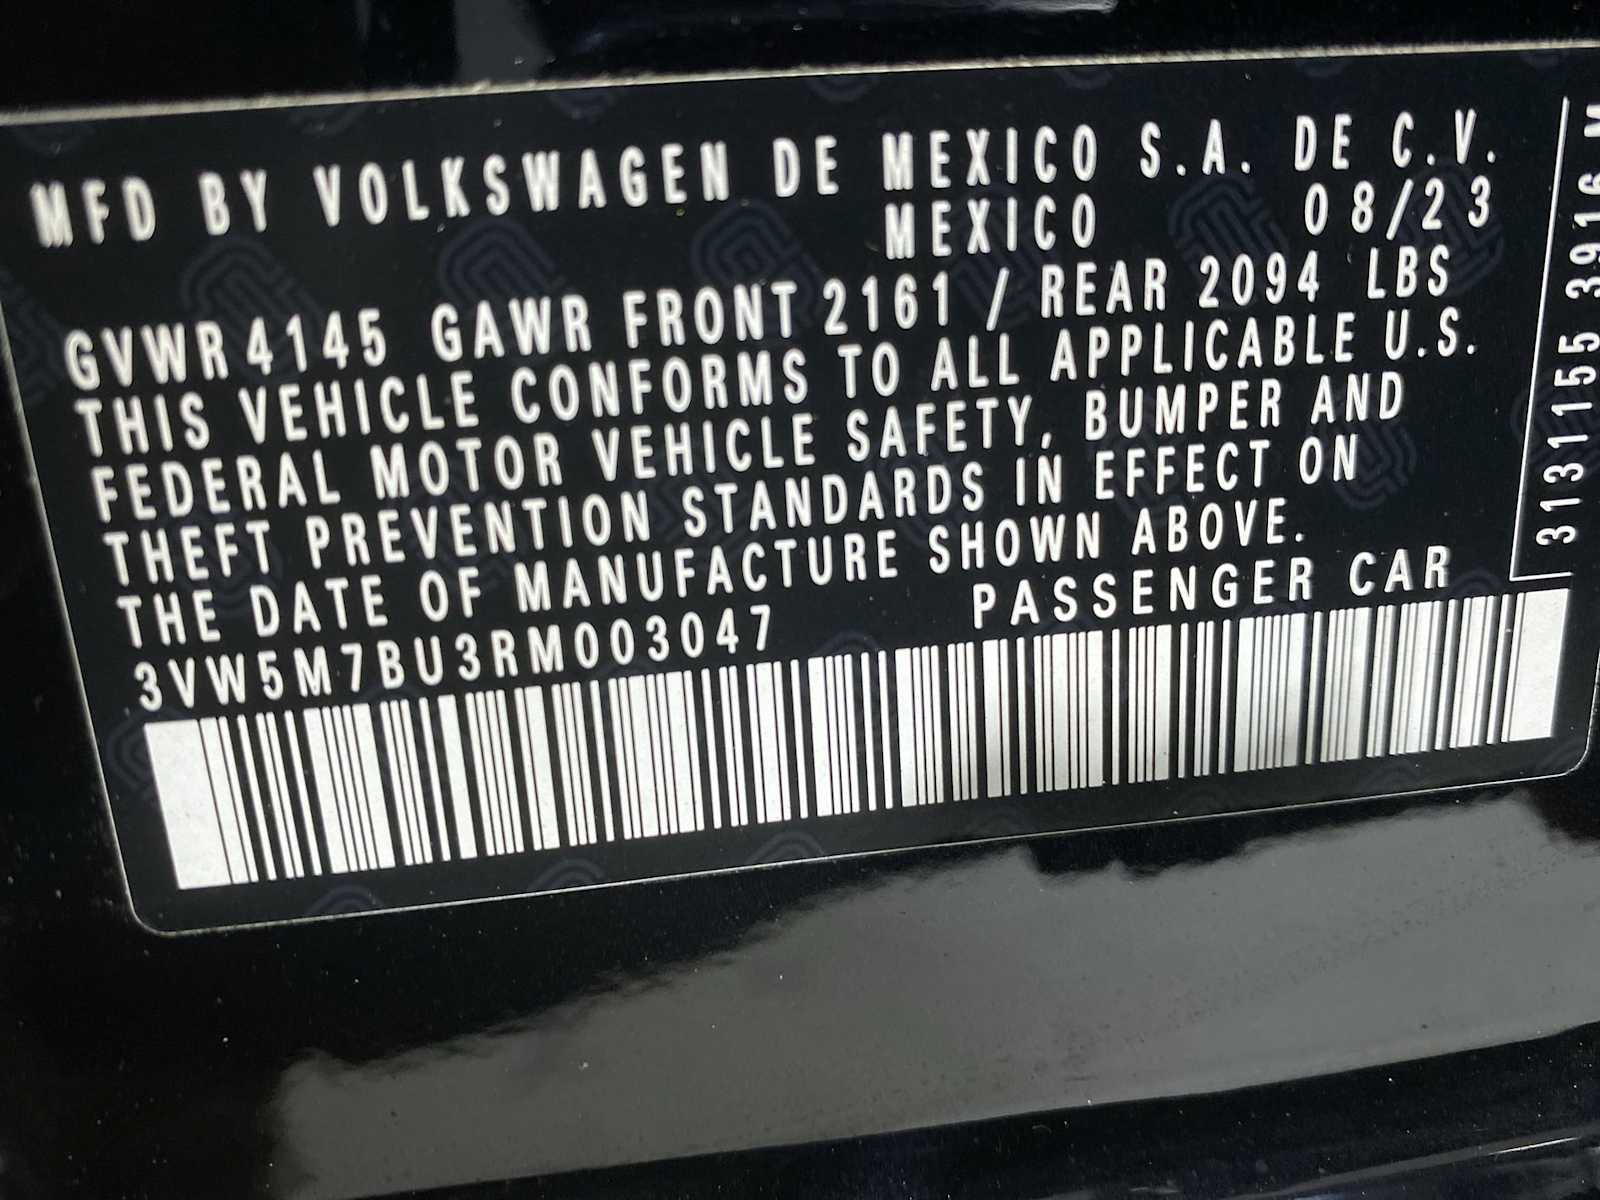 MFD BY VOLKSWAGEN DE MEXICO S.A. DE C.V.
MEXICO 08/23
GVWR 4145 GAWR FRONT 2161 / REAR 2094 LBS
THIS VEHICLE CONFORMS TO ALL APPLICABLE U.S.
FEDERAL MOTOR VEHICLE SAFETY, BUMPER AND
THEFT PREVENTION STANDARDS IN EFFECT ON
THE DATE OF MANUFACTURE SHOWN ABOVE.
3VW5M7BU3RM003047 PASSENGER CAR
3131155 3916